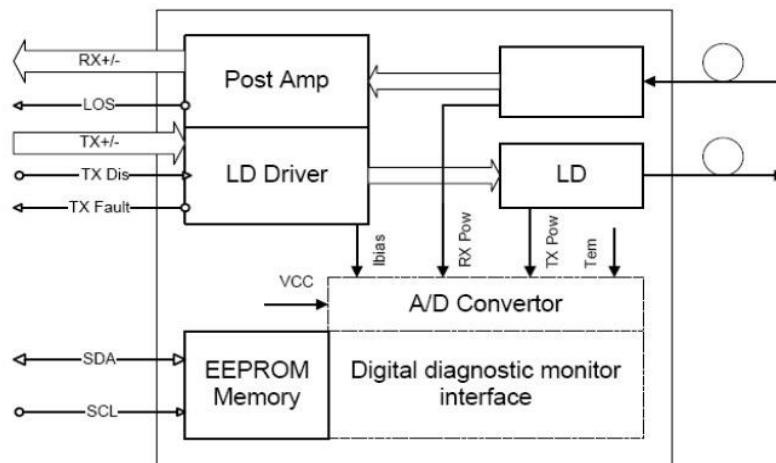 RX+/-
Post Amp
LOS
TX+/-
TX Dis
LD Driver
LD
TX Fault
Ibias
RX Pow
TX Pow
Tem
VCC
A/D Convertor
SDA
EEPROM
Memory
Digital diagnostic monitor
interface
SCL